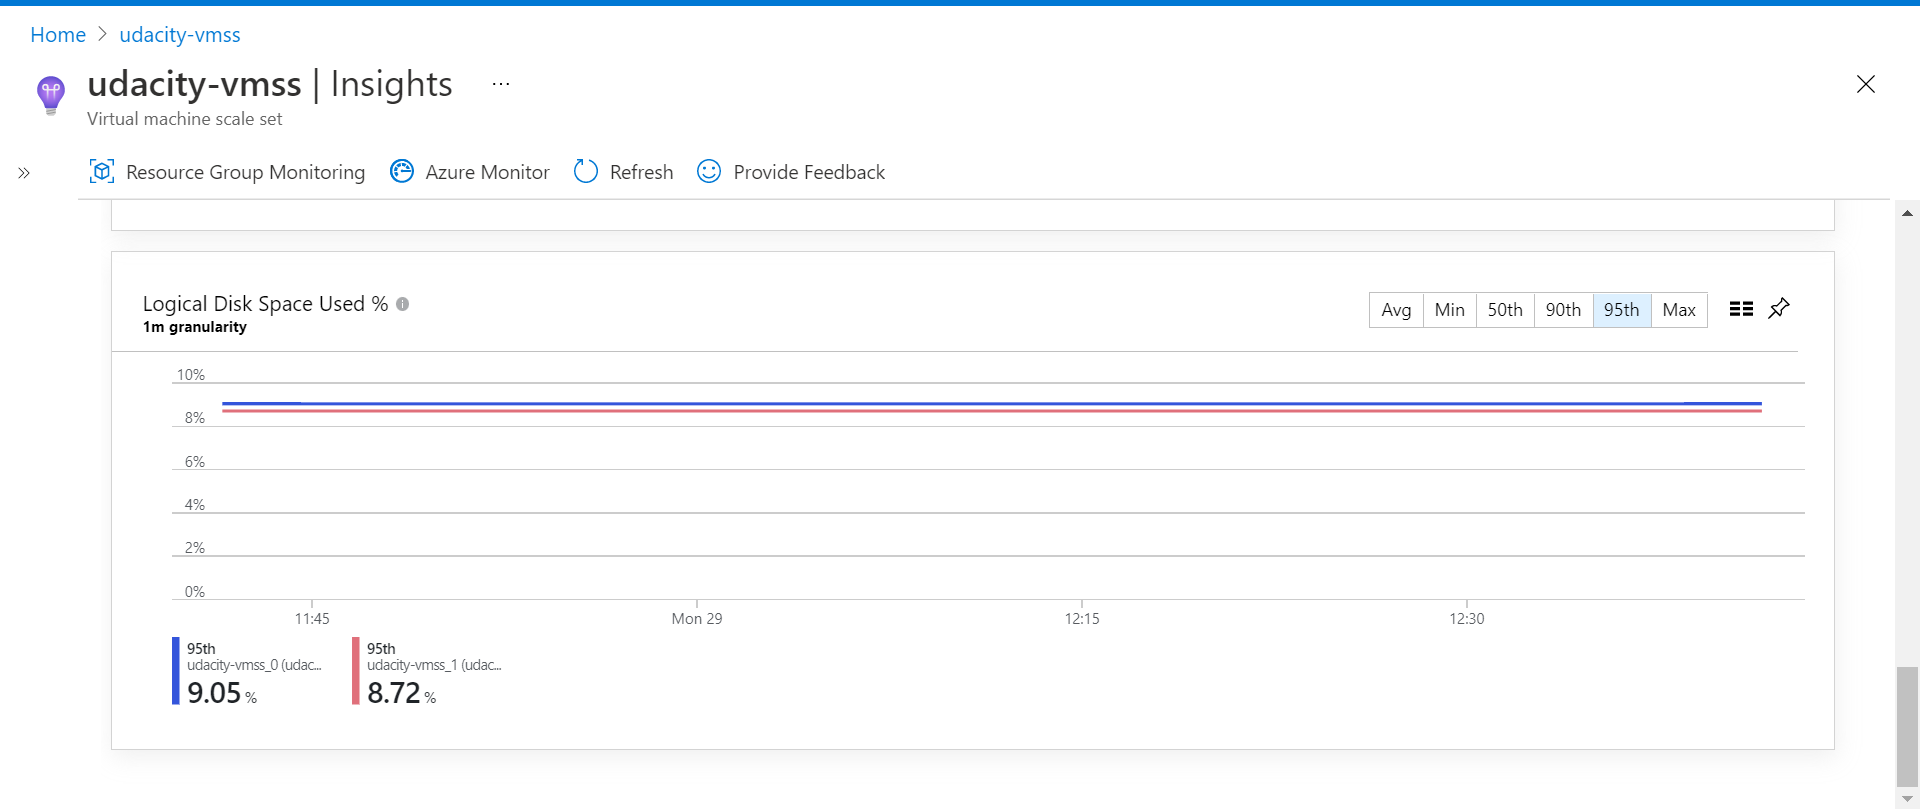 Home > udacity-vmss
udacity-vmss | Insights ...
Virtual machine scale set
» Resource Group Monitoring Azure Monitor Refresh Provide Feedback
Logical Disk Space Used %
1m granularity
Avg Min 50th 90th 95th Max
10%
8%
6%
4%
2%
0%
11:45 Mon 29 12:15 12:30
95th
udacity-vmss_0 (udac...
9.05 %
95th
udacity-vmss_1 (udac...
8.72 %